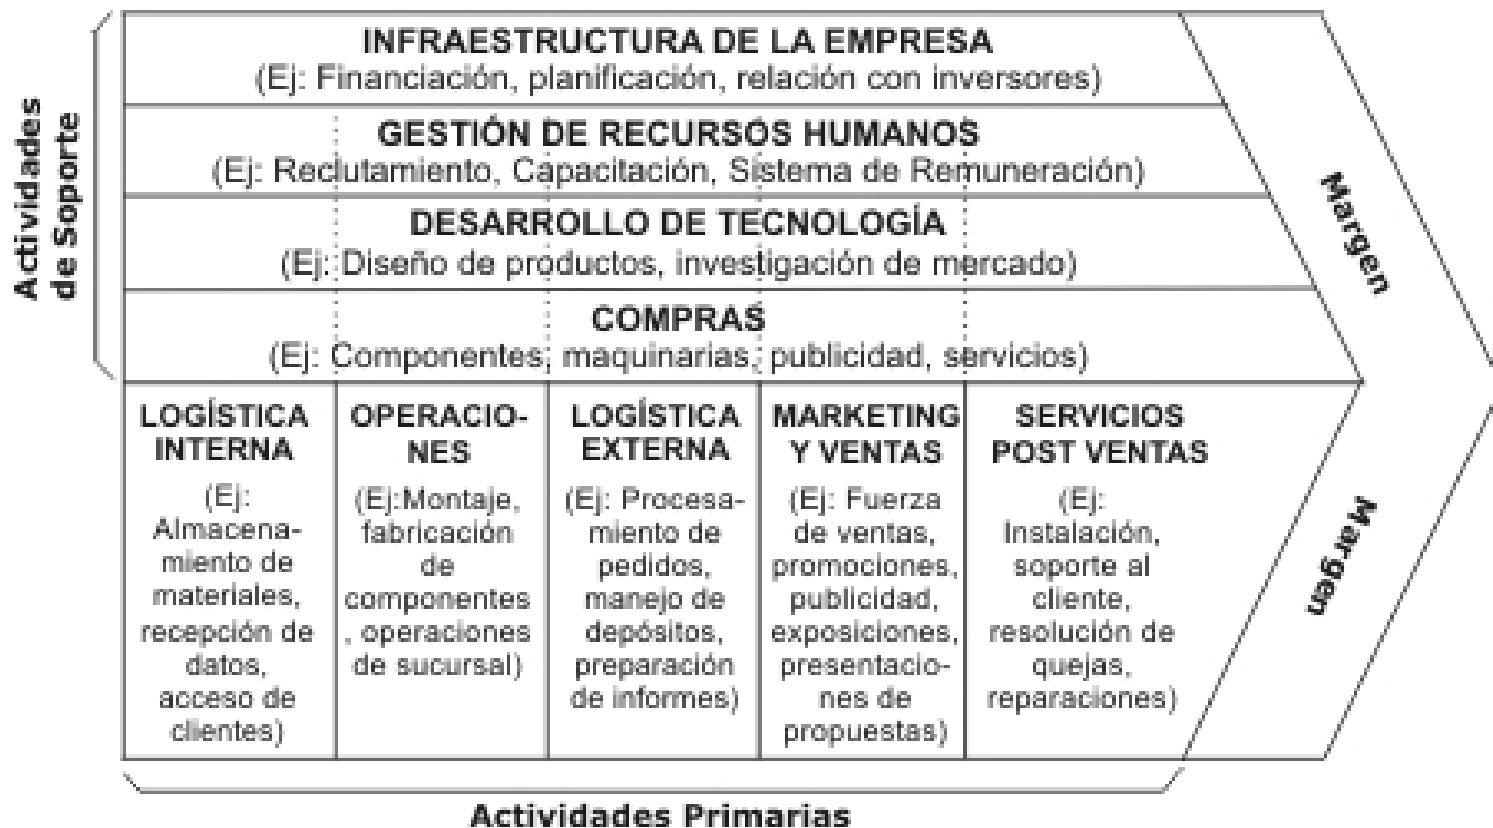 Actividades
de Soporte
INFRAESTRUCTURA DE LA EMPRESA
(Ej: Financiación, planificación, relación con inversores)
GESTIÓN DE RECURSOS HUMANOS
(Ej: Reclutamiento, Capacitación, Sistema de Remuneración)
DESARROLLO DE TECNOLOGÍA
(Ej: Diseño de productos, investigación de mercado)
COMPRAS
(Ej: Componentes, maquinarias, publicidad, servicios)
Margen
LOGÍSTICA
INTERNA
(Ej:
Almacena-
miento de
materiales,
recepción de
datos,
acceso de
clientes)
OPERACIO-
NES
(Ej:Montaje,
fabricación
de
componentes
, operaciones
de sucursal)
LOGÍSTICA
EXTERNA
(Ej: Procesa-
miento de
pedidos,
manejo de
depósitos,
preparación
de informes)
MARKETING
Y VENTAS
(Ej: Fuerza
de ventas,
promociones,
publicidad,
exposiciones,
presentacio-
nes de
propuestas)
SERVICIOS
POST VENTAS
(Ej:
Instalación,
soporte al
cliente,
resolución de
quejas,
reparaciones)
Margen
Actividades Primarias